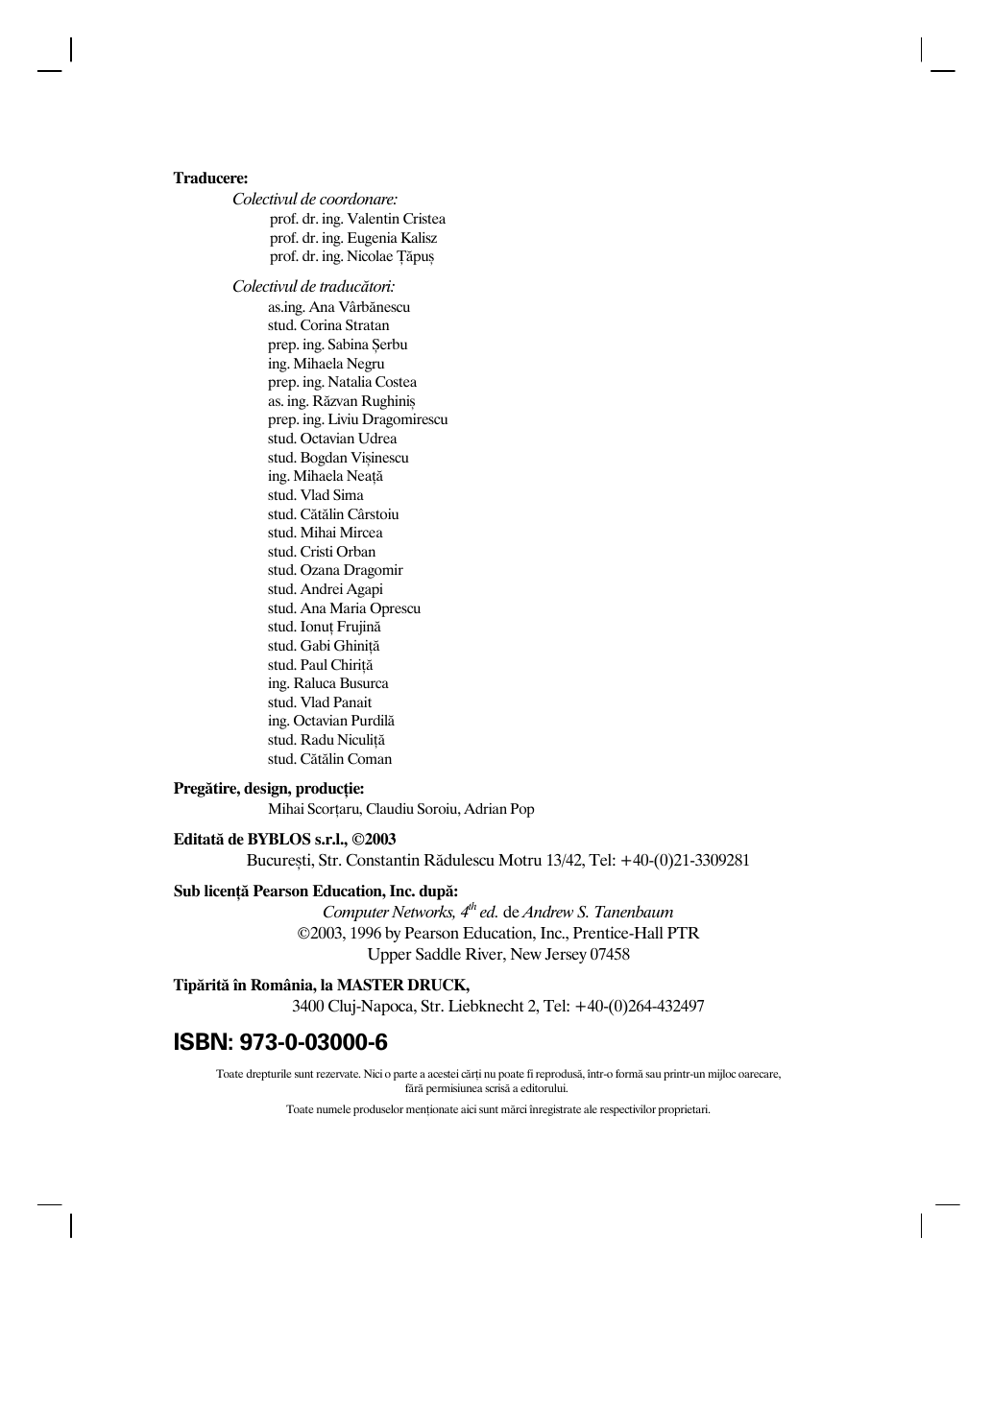 Traducere:
Colectivul de coordonare:
prof. dr. ing. Valentin Cristea
prof. dr. ing. Eugenia Kalisz
prof. dr. ing. Nicolae Țăpuș
Colectivul de traducători:
as.ing. Ana Vârbănescu
stud. Corina Stratan
prep. ing. Sabina Șerbu
ing. Mihaela Negru
prep. ing. Natalia Costea
as. ing. Răzvan Rughiniș
prep. ing. Liviu Dragomirescu
stud. Octavian Udrea
stud. Bogdan Vișinescu
ing. Mihaela Neață
stud. Vlad Sima
stud. Cătălin Cârstoiu
stud. Mihai Mircea
stud. Cristi Orban
stud. Ozana Dragomir
stud. Andrei Agapi
stud. Ana Maria Oprescu
stud. Ionuț Frujină
stud. Gabi Ghiniță
stud. Paul Chiriță
ing. Raluca Busurca
stud. Vlad Panait
ing. Octavian Purdilă
stud. Radu Niculiță
stud. Cătălin Coman
Pregătire, design, producție:
Mihai Scorțaru, Claudiu Soroiu, Adrian Pop
Editată de BYBLOS s.r.l., ©2003
București, Str. Constantin Rădulescu Motru 13/42, Tel: +40-(0)21-3309281
Sub licență Pearson Education, Inc. după:
Computer Networks, 4th ed. de Andrew S. Tanenbaum
©2003, 1996 by Pearson Education, Inc., Prentice-Hall PTR
Upper Saddle River, New Jersey 07458
Tipărită în România, la MASTER DRUCK,
3400 Cluj-Napoca, Str. Liebknecht 2, Tel: +40-(0)264-432497
ISBN: 973-0-03000-6
Toate drepturile sunt rezervate. Nici o parte a acestei cărți nu poate fi reprodusă, într-o formă sau printr-un mijloc oarecare,
fără permisiunea scrisă a editorului.
Toate numele produselor menționate aici sunt mărci înregistrate ale respectivilor proprietari.